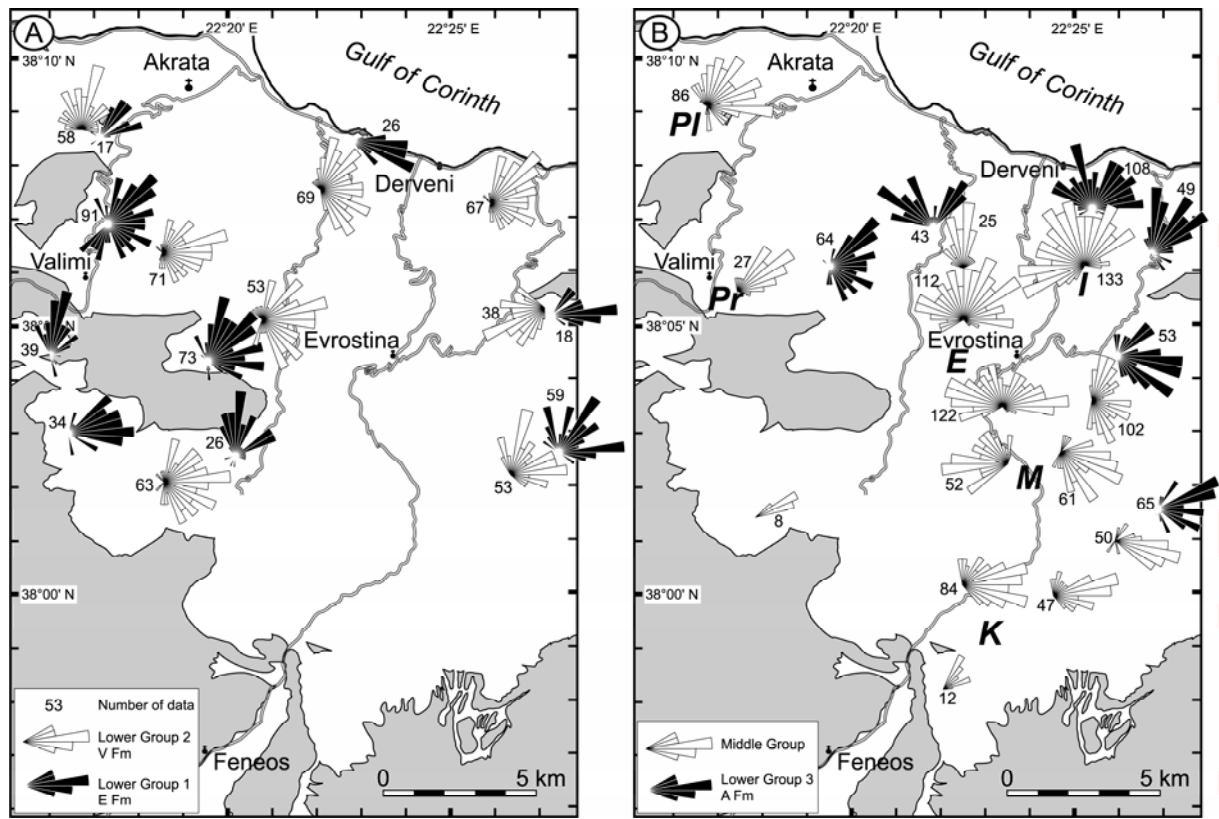 A
22°20' E
22°25' E
38°10' N
Akrata
Gulf of Corinth
58
17
26
69
Derveni
67
91
Valimi
71
53
38
18
Evrostina
39
73
34
26
59
63
53
38°00' N
53 Number of data
Lower Group 2
V Fm
Lower Group 1
E Fm
Feneos
0 5 km
B
22°20' E
22°25' E
38°10' N
Akrata
Gulf of Corinth
86
Pl
Derveni
108
49
43
25
64
Valimi
27
112
133
Pr
I
38°05' N
Evrostina
53
E
122
102
52
M
61
65
8
50
38°00' N
84
47
K
12
Middle Group
Lower Group 3
A Fm
Feneos
0 5 km